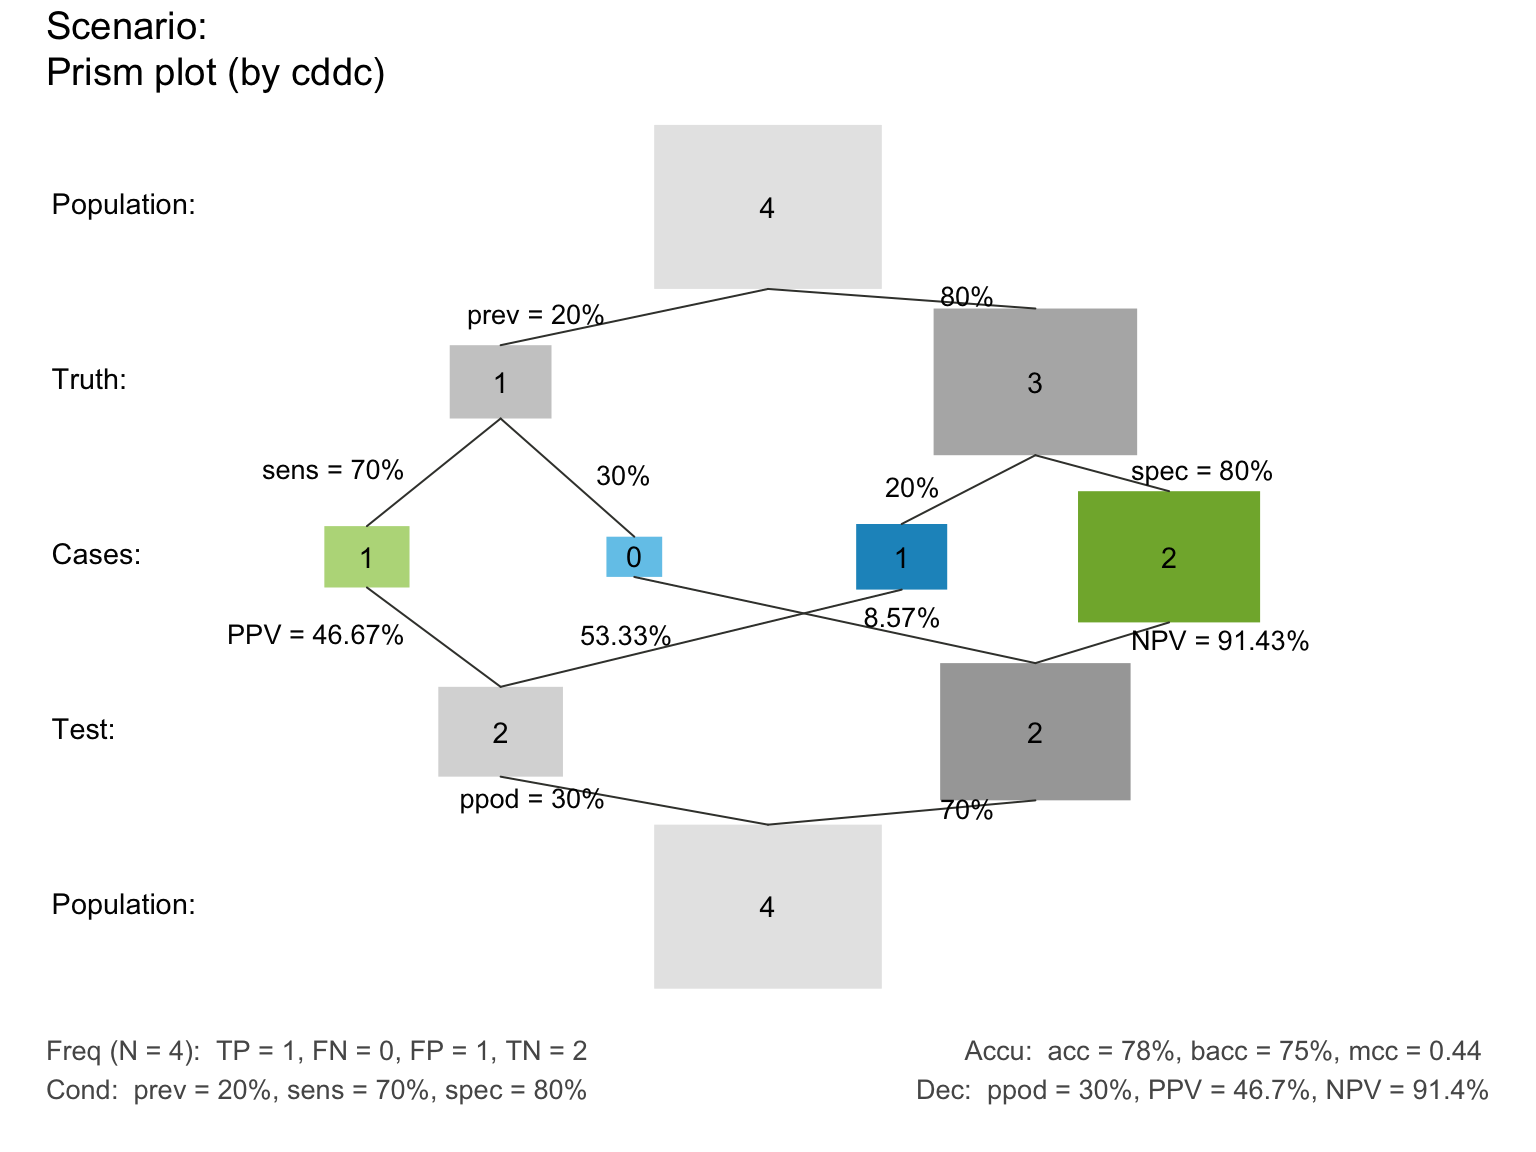 Scenario:
Prism plot (by cddc)
Population:
4
prev = 20%
80%
Truth:
1
3
sens = 70%
30%
20%
spec = 80%
Cases:
1
0
1
2
PPV = 46.67%
53.33%
8.57%
NPV = 91.43%
Test:
2
2
ppod = 30%
70%
Population:
4
Freq (N = 4):  TP = 1, FN = 0, FP = 1, TN = 2
Accu:  acc = 78%, bacc = 75%, mcc = 0.44
Cond:  prev = 20%, sens = 70%, spec = 80%
Dec:  ppod = 30%, PPV = 46.7%, NPV = 91.4%